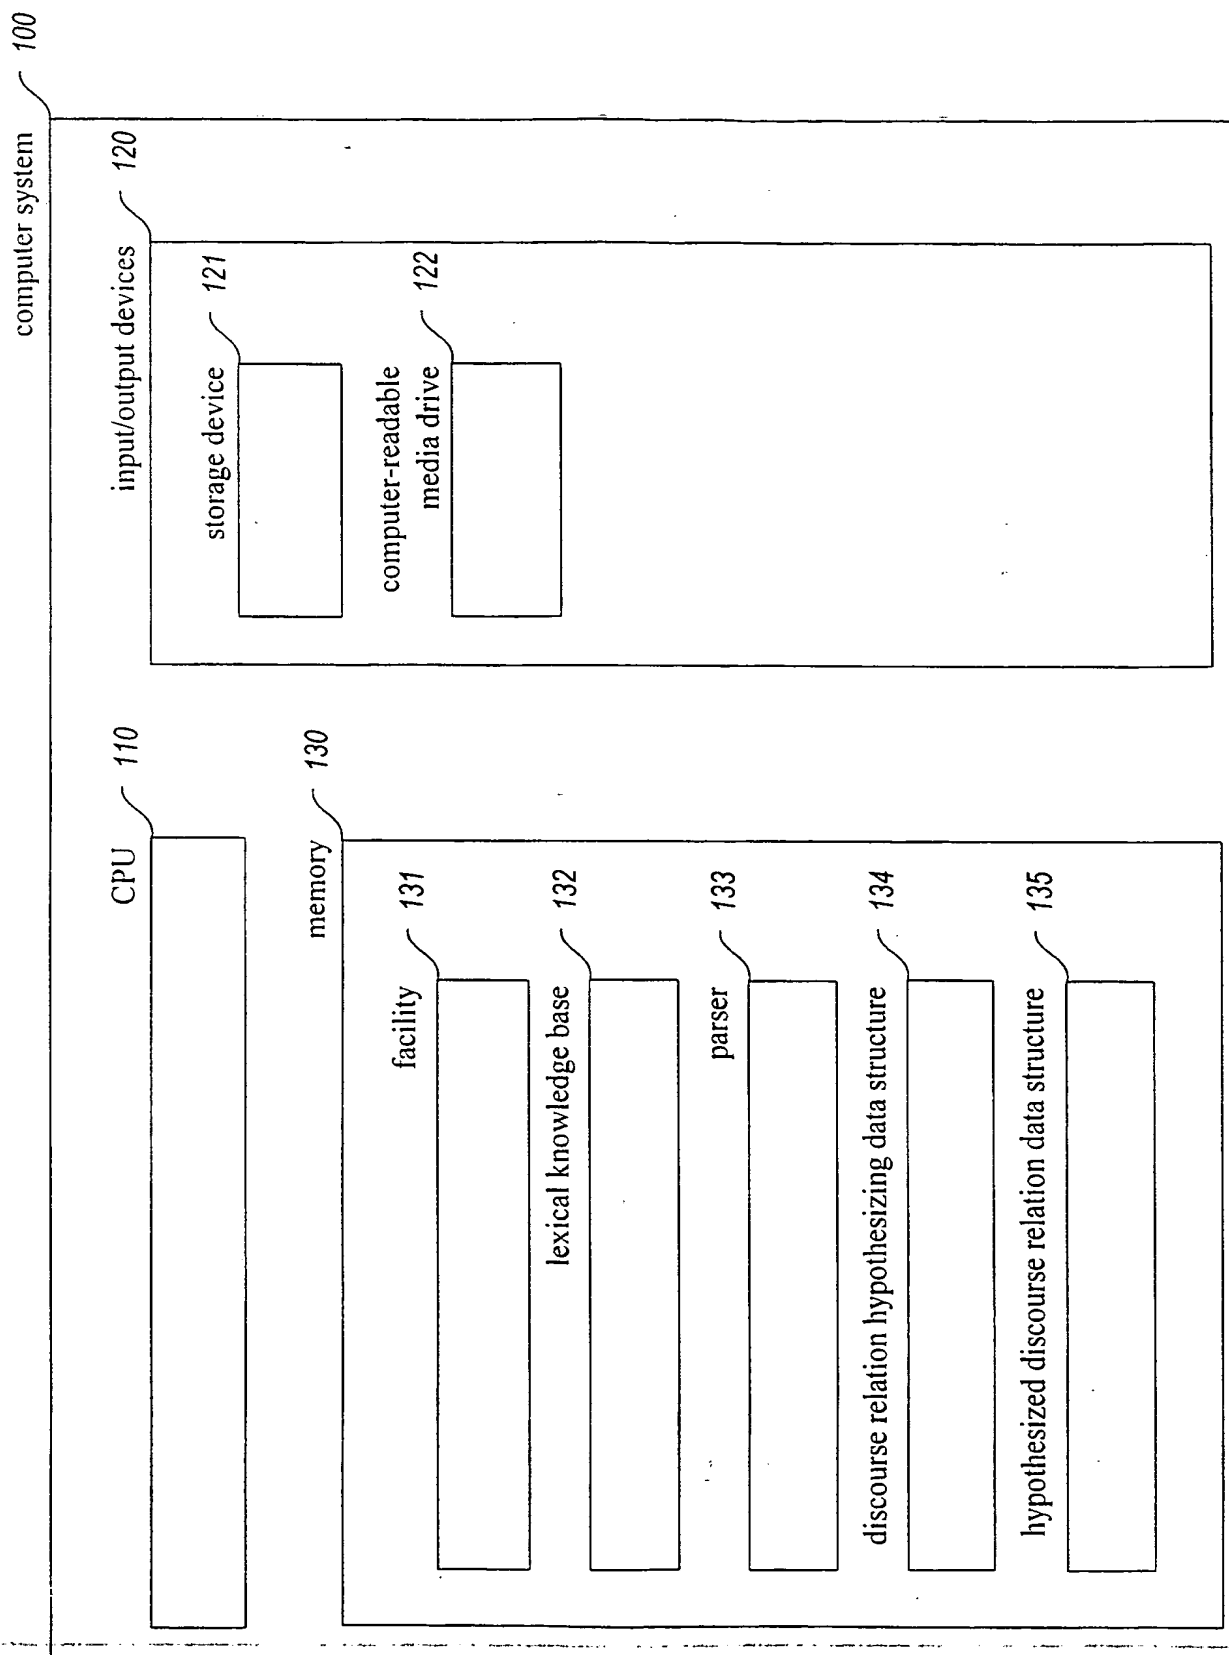 computer system 100
CPU 110
input/output devices 120
storage device 121
computer-readable
media drive 122
memory 130
facility 131
lexical knowledge base 132
parser 133
discourse relation hypothesizing data structure 134
hypothesized discourse relation data structure 135